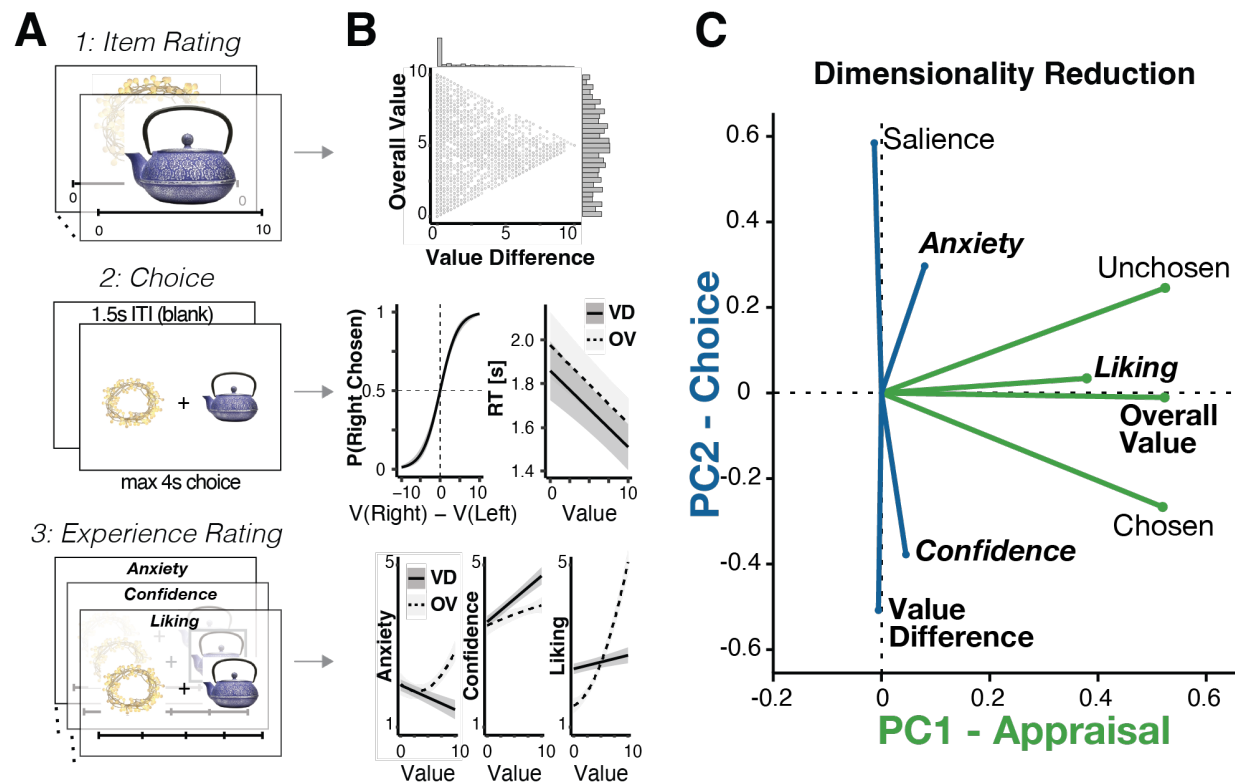 A
1: Item Rating
0
0
0
10
2: Choice
1.5s ITI (blank)
+
max 4s choice
3: Experience Rating
Anxiety
Confidence
Liking
+
+
+
B
Overall Value
10
5
0
0
5
10
Value Difference
P(Right Chosen)
1
0.5
0
−10
0
10
V(Right) − V(Left)
RT [s]
2.0
1.8
1.6
1.4
VD
OV
0
10
Value
Anxiety
5
1
VD
OV
0
10
Value
Confidence
5
1
0
10
Value
Liking
5
1
0
10
Value
C
Dimensionality Reduction
PC2 - Choice
0.6
0.4
0.2
0
-0.2
-0.4
-0.6
Salience
Anxiety
Unchosen
Liking
Overall
Value
Chosen
Confidence
Value
Difference
-0.2
0
0.2
0.4
0.6
PC1 - Appraisal